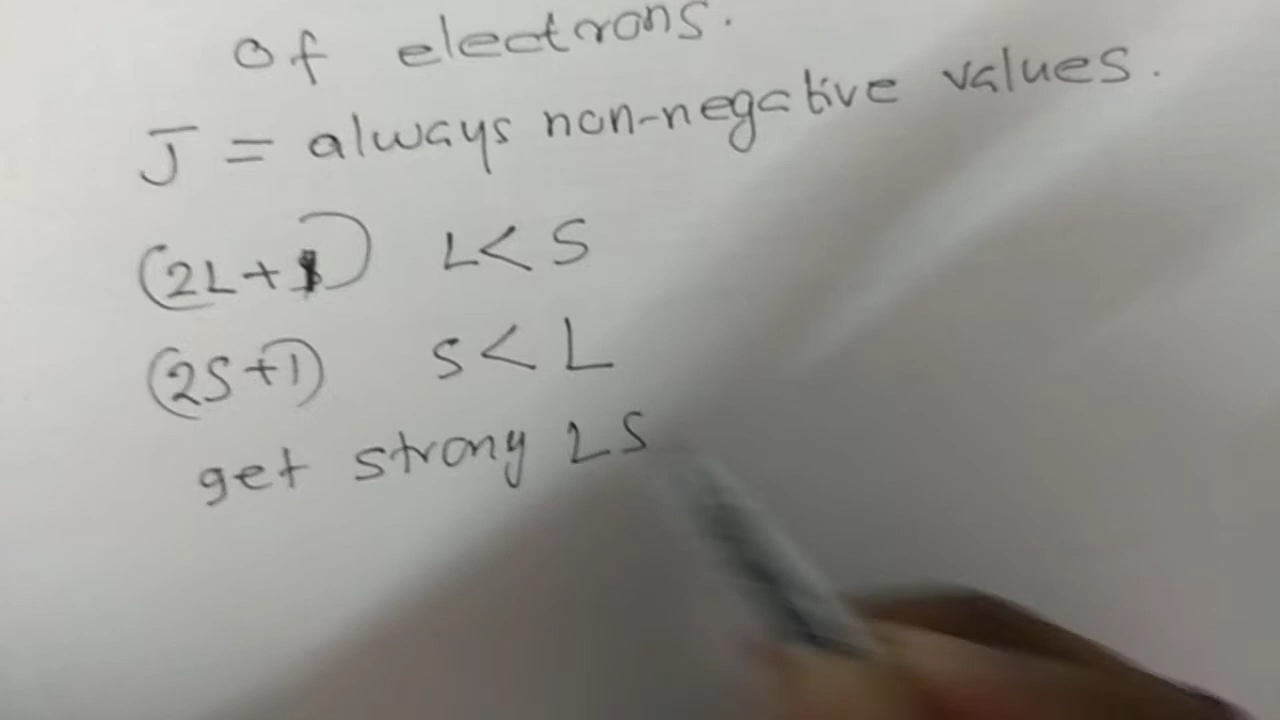 of electrons.
J = always non-negative values.
(2L+1) L < S
(2S+1) S < L
get strong LS